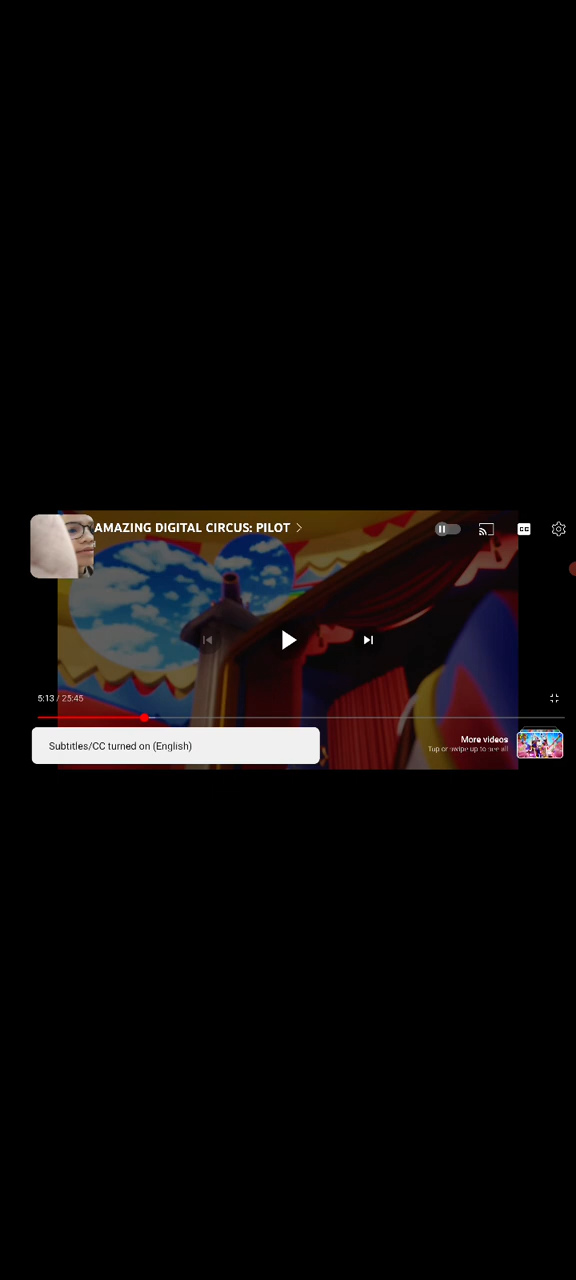 AMAZING DIGITAL CIRCUS: PILOT
CC
5:13 / 25:45
Subtitles/CC turned on (English)
More videos
Tap or swipe up to see all